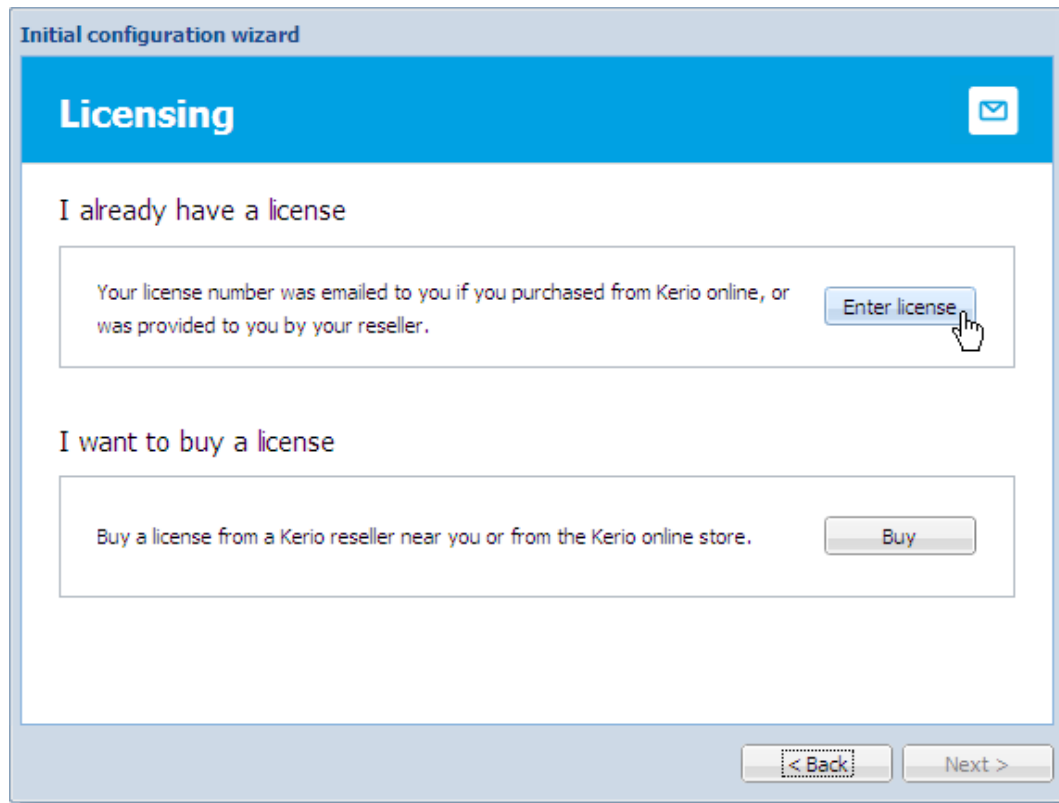 Initial configuration wizard
Licensing
I already have a license
Your license number was emailed to you if you purchased from Kerio online, or
was provided to you by your reseller.
Enter license
I want to buy a license
Buy a license from a Kerio reseller near you or from the Kerio online store.
Buy
< Back
Next >